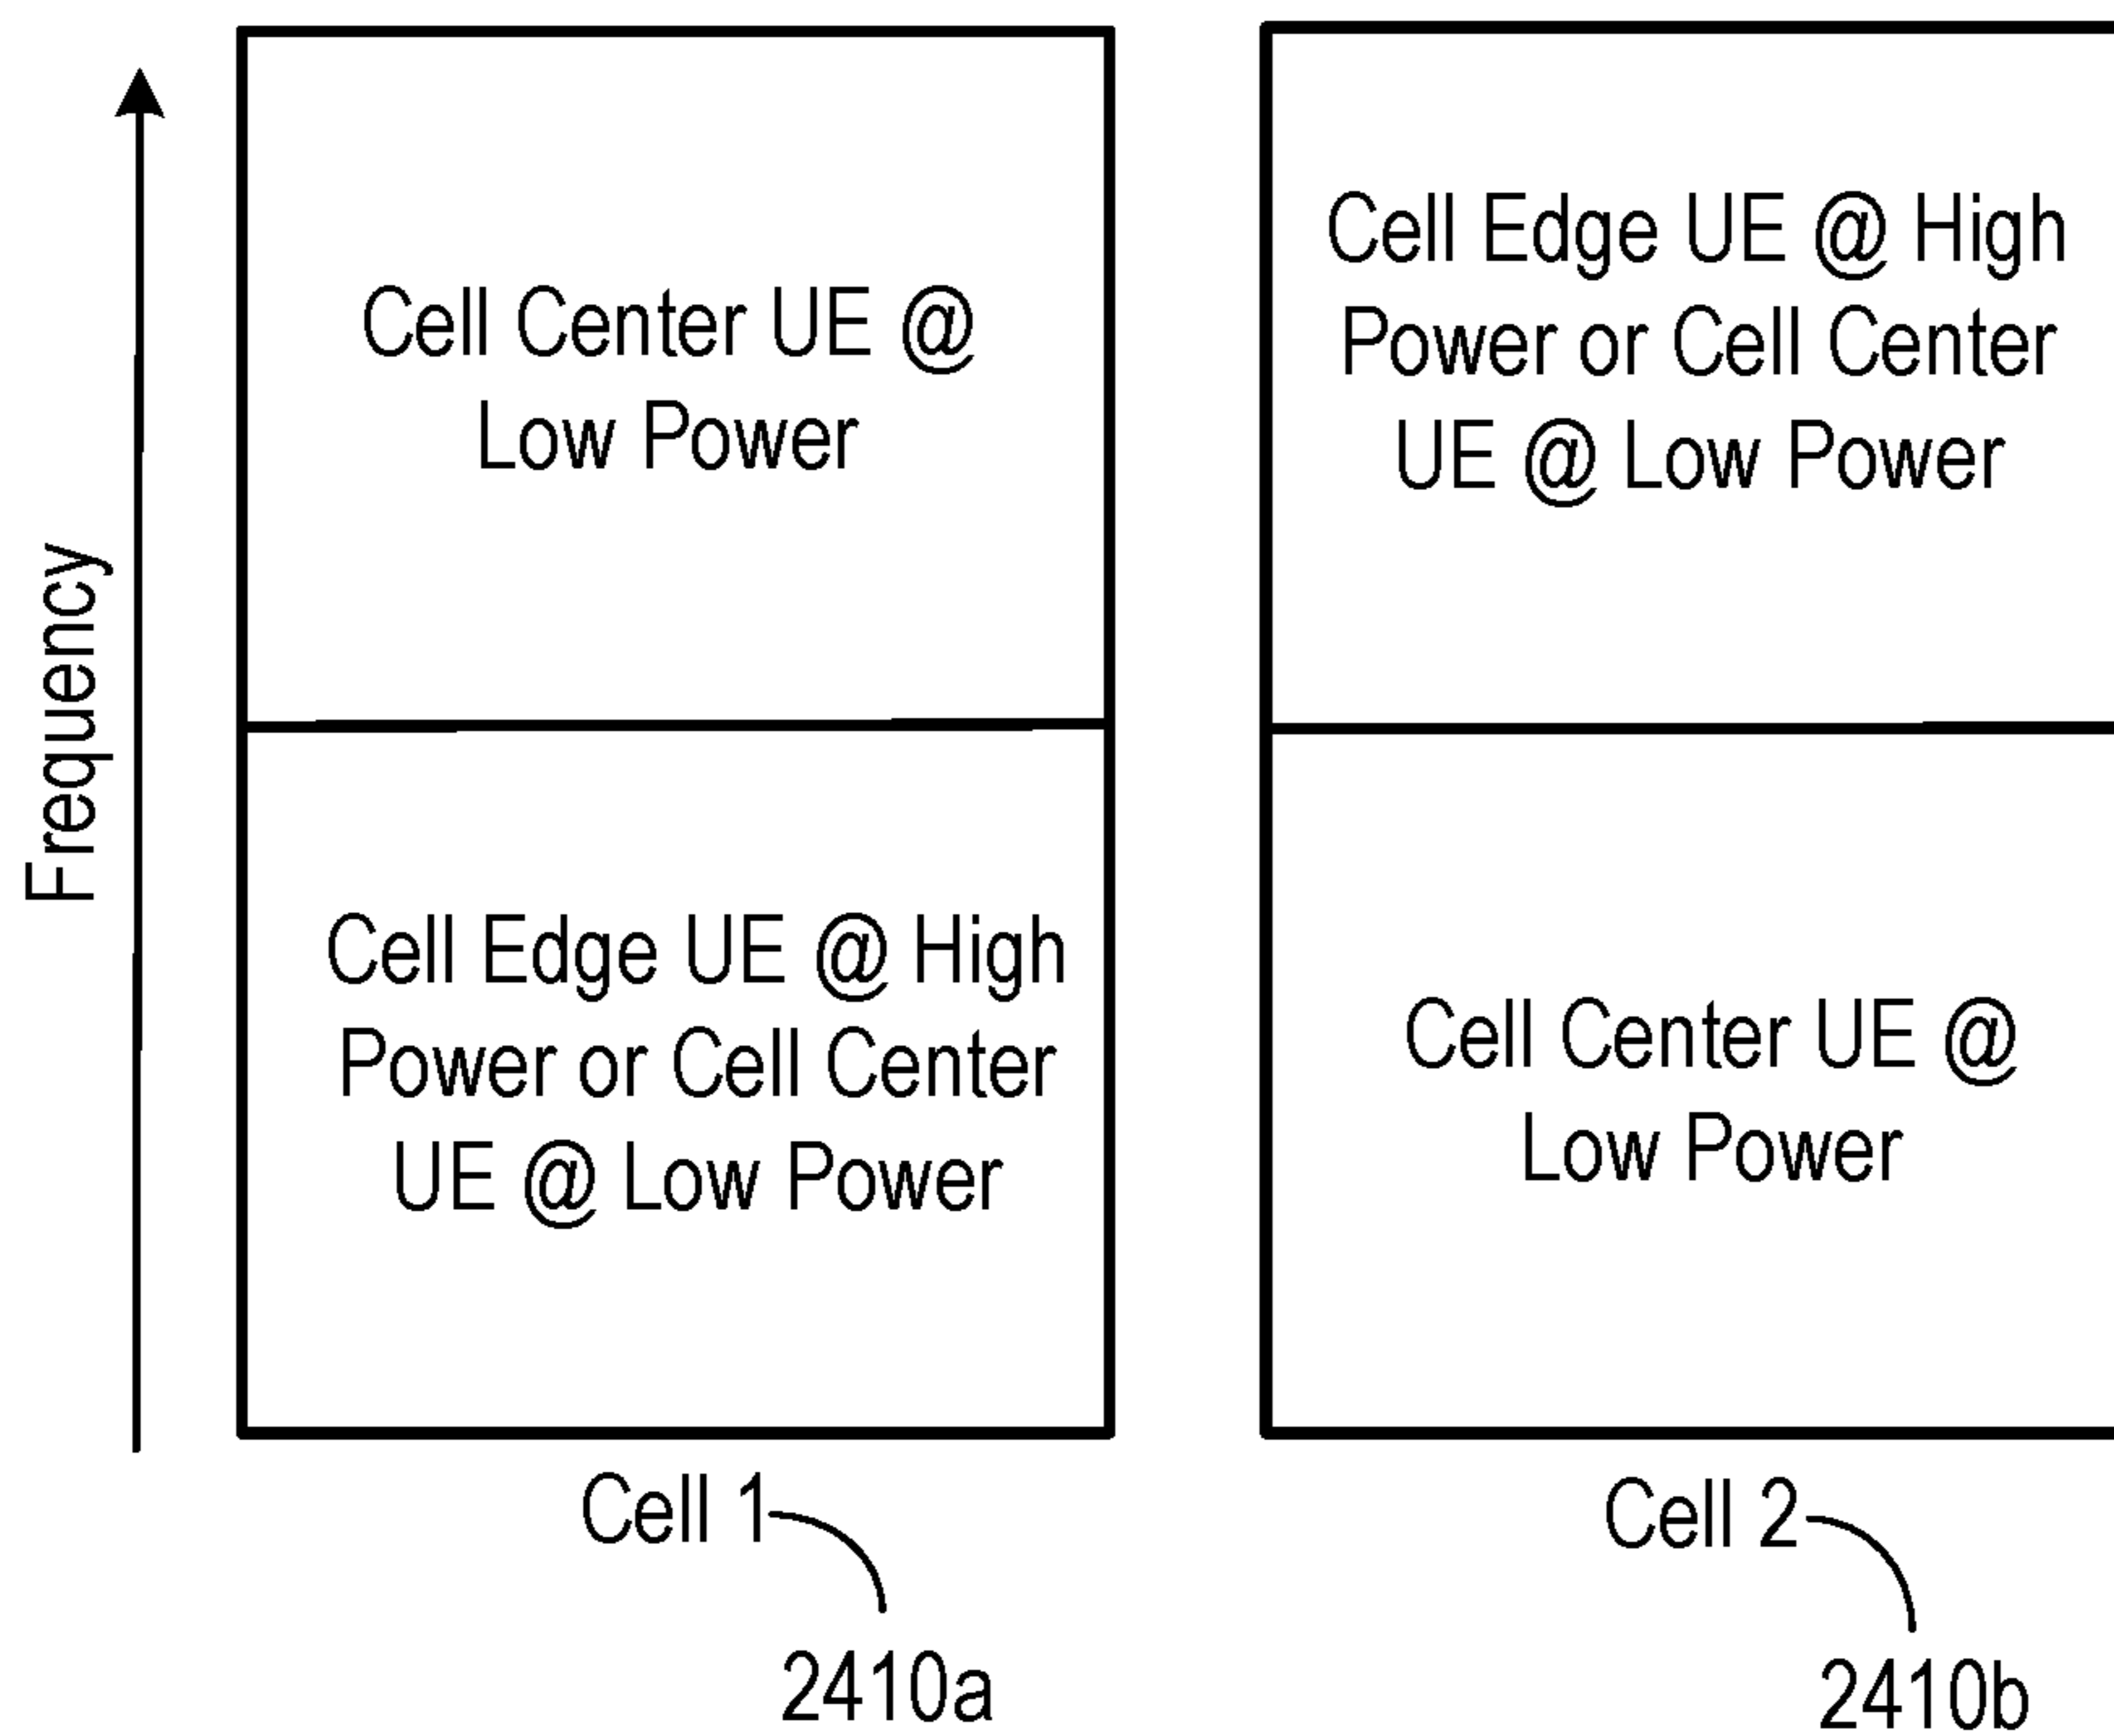 Frequency
Cell Center UE @
Low Power
Cell Edge UE @ High
Power or Cell Center
UE @ Low Power
Cell 1
2410a
Cell Edge UE @ High
Power or Cell Center
UE @ Low Power
Cell Center UE @
Low Power
Cell 2
2410b